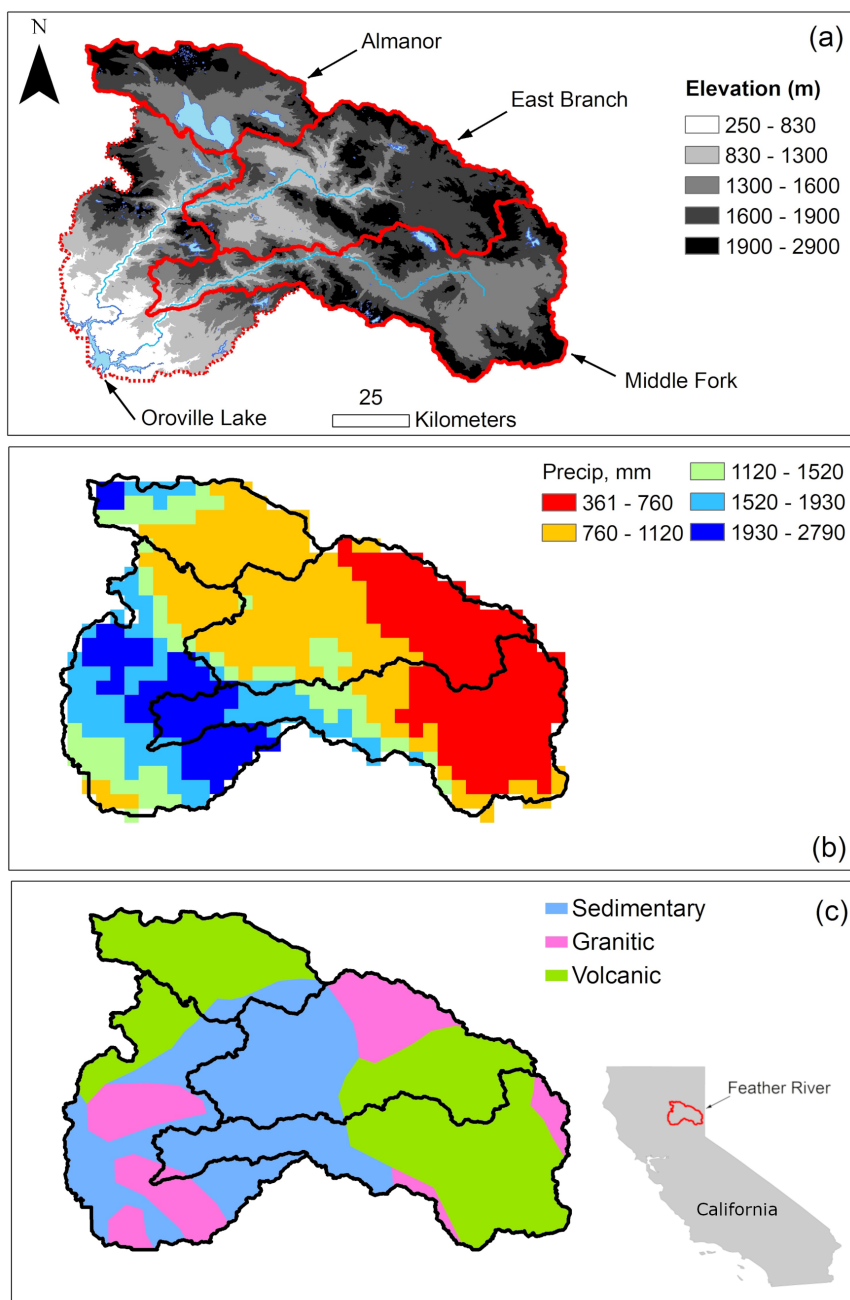 N
(a)
Almanor
East Branch
Elevation (m)
250 - 830
830 - 1300
1300 - 1600
1600 - 1900
1900 - 2900
Middle Fork
Oroville Lake
25
Kilometers
Precip, mm
361 - 760
760 - 1120
1120 - 1520
1520 - 1930
1930 - 2790
(b)
(c)
Sedimentary
Granitic
Volcanic
Feather River
California